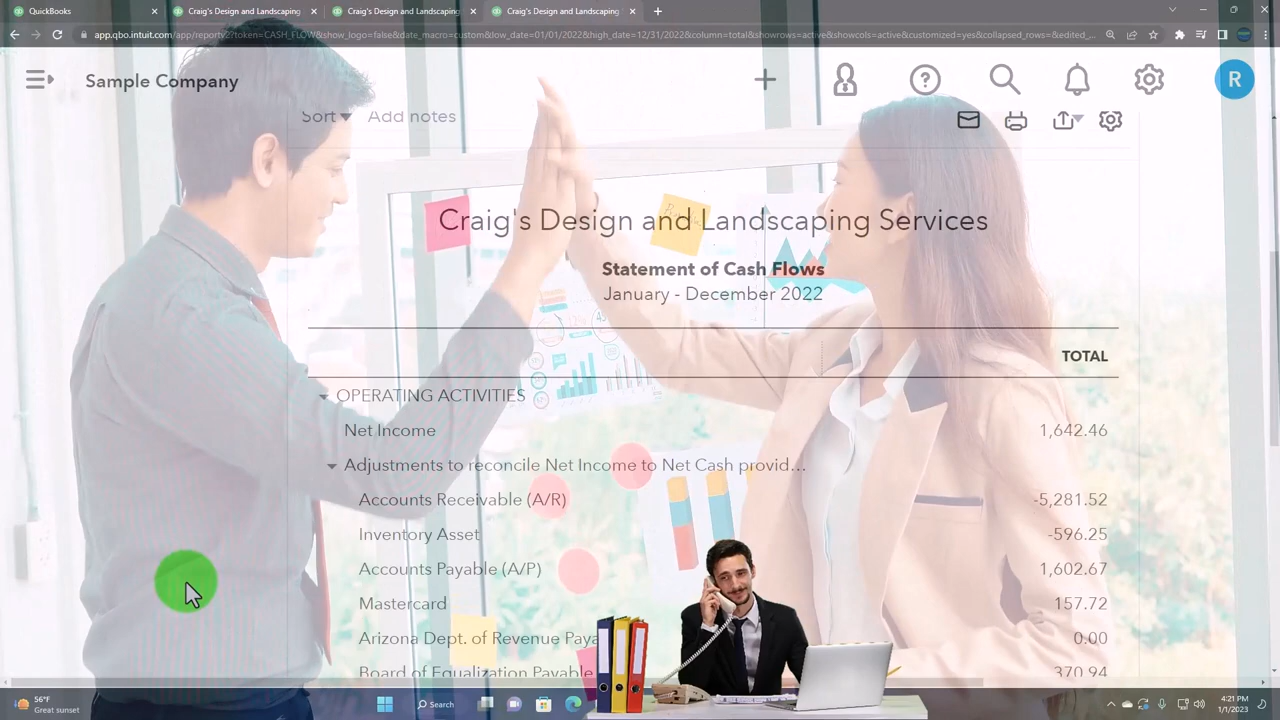 QuickBooks
Craig's Design and Landscaping
Craig's Design and Landscaping
Craig's Design and Landscaping
app.qbo.intuit.com/app/reportv2?token=CASH_FLOW&show_logo=false&date_macro=custom&low_date=01/01/2022&high_date=12/31/2022&column=total&showrows=active&showcols=active&customized=yes&collapsed_rows=&edited_...
Sample Company
R
Sort Add notes
Craig's Design and Landscaping Services
Statement of Cash Flows
January - December 2022
TOTAL
OPERATING ACTIVITIES
Net Income 1,642.46
Adjustments to reconcile Net Income to Net Cash provid...
Accounts Receivable (A/R) -5,281.52
Inventory Asset -596.25
Accounts Payable (A/P) 1,602.67
Mastercard 157.72
Arizona Dept. of Revenue Paya 0.00
Board of Equalization Payable 370.94
56°F
Great sunset
Search
4:21 PM
1/1/2023